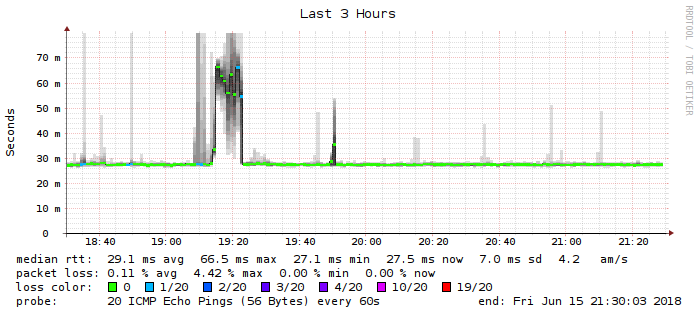 Last 3 Hours
RRDTOOL / TOBI OETIKER
Seconds
70 m
60 m
50 m
40 m
30 m
20 m
10 m
0
18:40 19:00 19:20 19:40 20:00 20:20 20:40 21:00 21:20
median rtt: 29.1 ms avg 66.5 ms max 27.1 ms min 27.5 ms now 7.0 ms sd 4.2 am/s
packet loss: 0.11 % avg 4.42 % max 0.00 % min 0.00 % now
loss color: 0 1/20 2/20 3/20 4/20 10/20 19/20
probe: 20 ICMP Echo Pings (56 Bytes) every 60s end: Fri Jun 15 21:30:03 2018